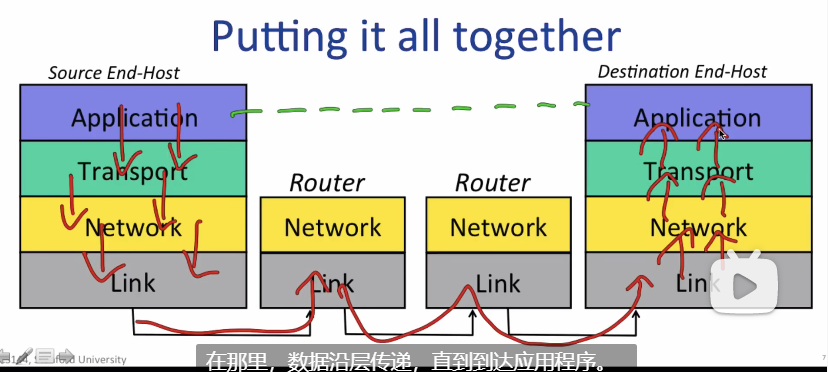 Putting it all together
Source End-Host
Destination End-Host
Application
Application
Transport
Transport
Router
Router
Network
Network
Network
Network
Link
Link
Link
Link
University
7
在那里，数据沿层传递，直到到达应用程序。